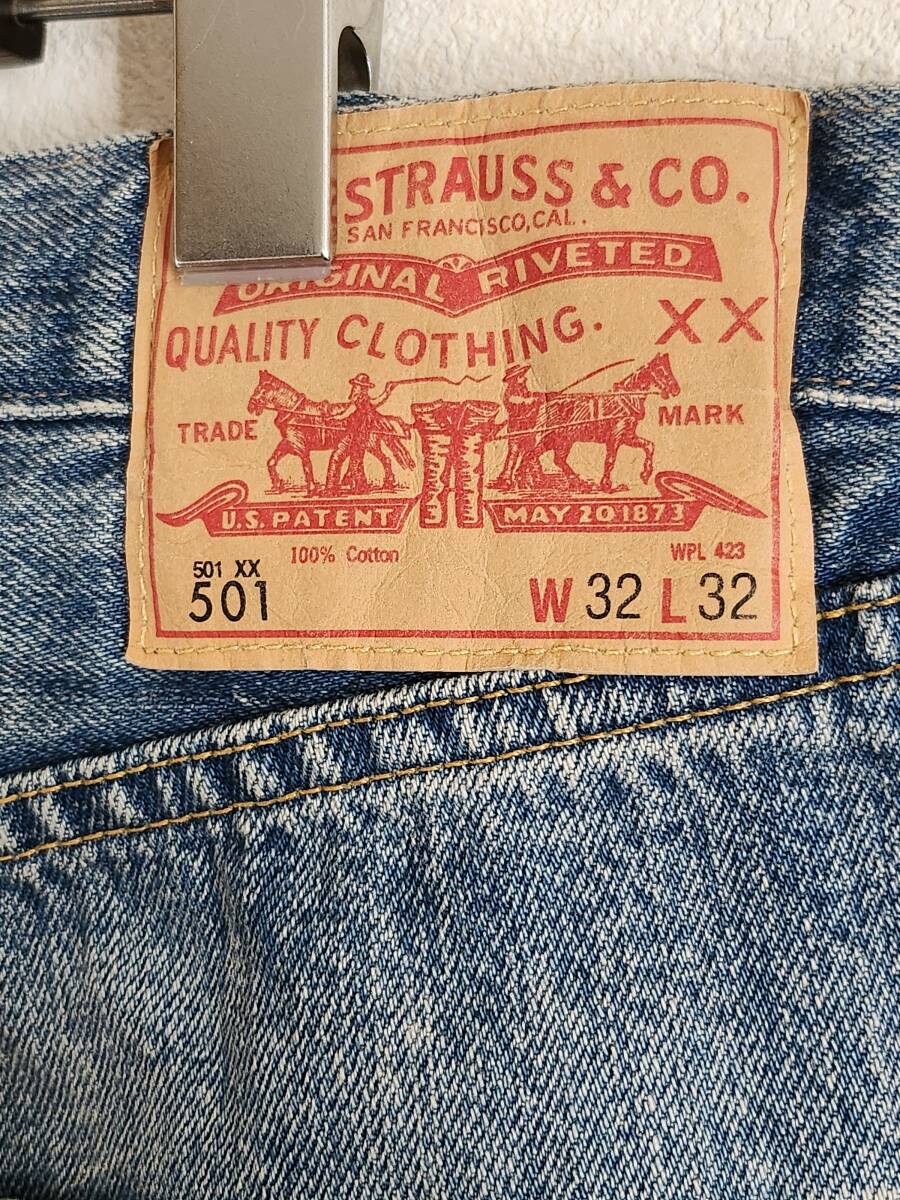 STRAUSS & CO.
SAN FRANCISCO, CAL.
ORIGINAL RIVETED
QUALITY CLOTHING. XX
TRADE MARK
U.S. PATENT MAY 20 1873
100% Cotton WPL 423
501 XX
501 W 32 L 32